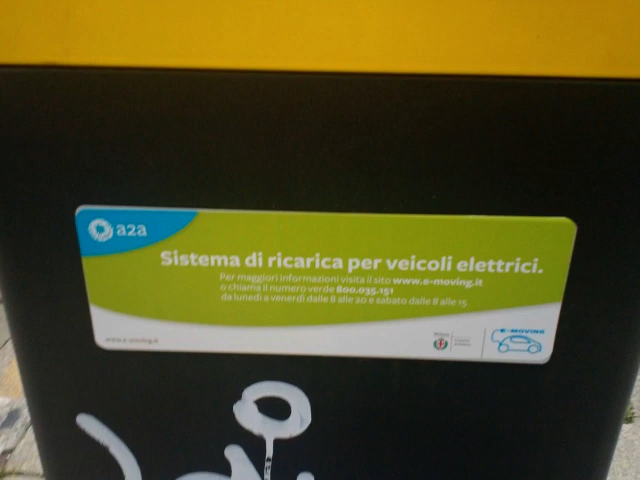 a2a
Sistema di ricarica per veicoli elettrici.
Per maggiori informazioni visita il sito www.e-moving.it
o chiama il numero verde 800.035.151
da lunedì a venerdì dalle 8 alle 20 e sabato dalle 8 alle 15
www.e-moving.it
E-MOVING